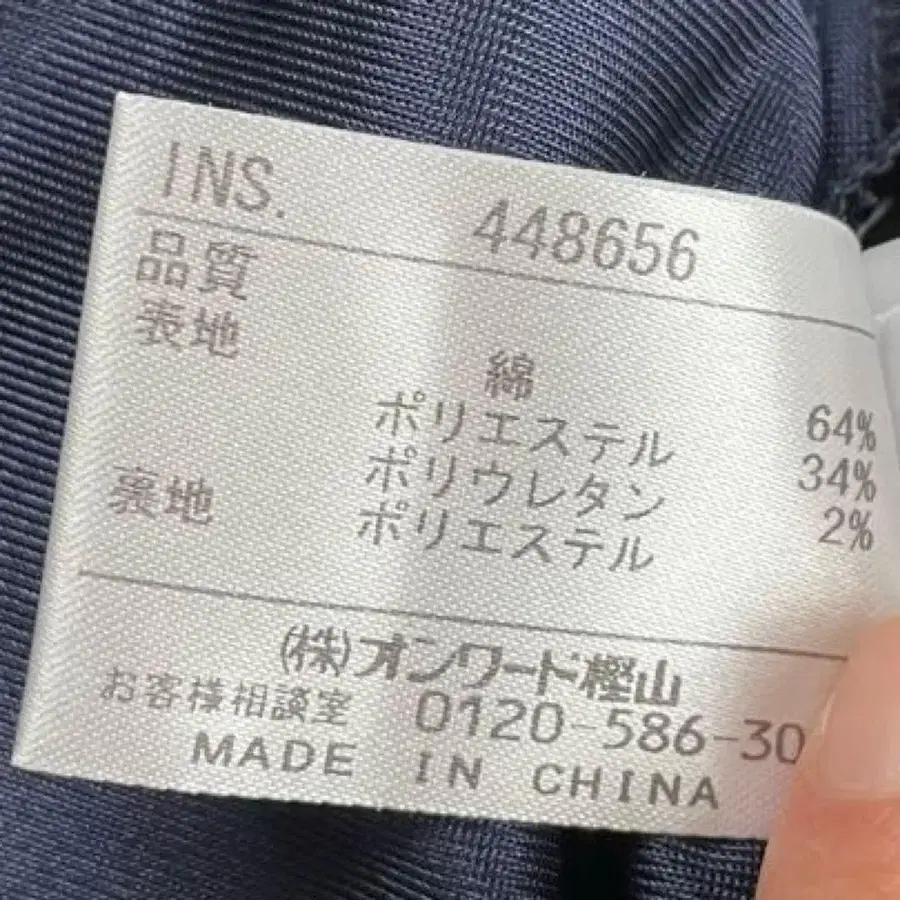 INS. 448656
品質
表地
綿 64%
ポリエステル 34%
ポリウレタン 2%
裏地 ポリエステル
(株)オンワード樫山
お客様相談室 0120-586-30
MADE IN CHINA